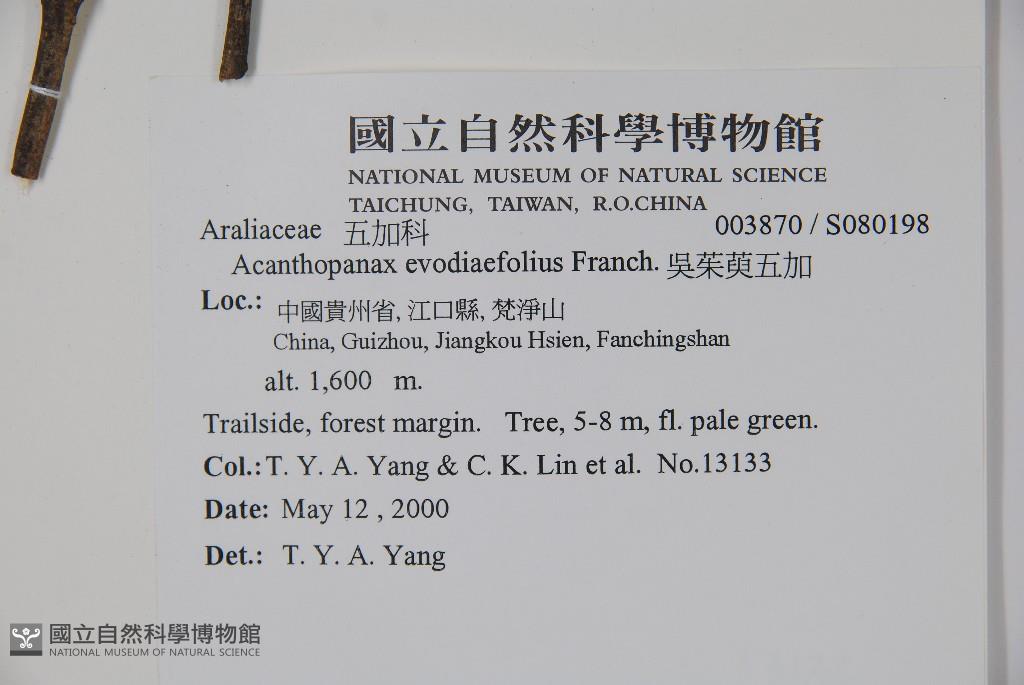 國立自然科學博物館
NATIONAL MUSEUM OF NATURAL SCIENCE
TAICHUNG, TAIWAN, R.O.CHINA
Araliaceae 五加科 003870 / S080198
Acanthopanax evodiaefolius Franch. 吳茱萸五加
Loc.: 中國貴州省, 江口縣, 梵淨山
China, Guizhou, Jiangkou Hsien, Fanchingshan
alt. 1,600 m.
Trailside, forest margin. Tree, 5-8 m, fl. pale green.
Col.: T. Y. A. Yang & C. K. Lin et al. No.13133
Date: May 12 , 2000
Det.: T. Y. A. Yang
國立自然科學博物館
NATIONAL MUSEUM OF NATURAL SCIENCE